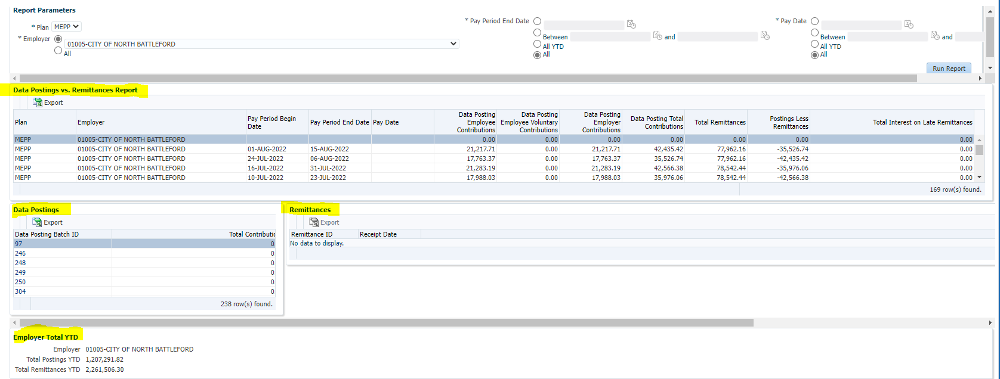 Report Parameters
* Plan MEPP
* Employer
01005-CITY OF NORTH BATTLEFORD
All
* Pay Period End Date
Between and
All YTD
All
* Pay Date
Between and
All YTD
All
Run Report
Data Postings vs. Remittances Report
Export
Plan Employer Pay Period Begin Date Pay Period End Date Pay Date Data Posting Employee Contributions Data Posting Employee Voluntary Contributions Data Posting Employer Contributions Data Posting Total Contributions Total Remittances Postings Less Remittances Total Interest on Late Remittances
MEPP 01005-CITY OF NORTH BATTLEFORD 0.00 0.00 0.00 0.00 0.00 0.00 0.00
MEPP 01005-CITY OF NORTH BATTLEFORD 01-AUG-2022 15-AUG-2022 21,217.71 0.00 21,217.71 42,435.42 77,962.16 -35,526.74 0.00
MEPP 01005-CITY OF NORTH BATTLEFORD 24-JUL-2022 06-AUG-2022 17,763.37 0.00 17,763.37 35,526.74 77,962.16 -42,435.42 0.00
MEPP 01005-CITY OF NORTH BATTLEFORD 16-JUL-2022 31-JUL-2022 21,283.19 0.00 21,283.19 42,566.38 78,542.44 -35,976.06 0.00
MEPP 01005-CITY OF NORTH BATTLEFORD 10-JUL-2022 23-JUL-2022 17,988.03 0.00 17,988.03 35,976.06 78,542.44 -42,566.38 0.00
169 row(s) found.
Data Postings
Export
Data Posting Batch ID Total Contributio
97 0
246 0
248 0
249 0
250 0
304 0
238 row(s) found.
Remittances
Export
Remittance ID Receipt Date
No data to display.
Employer Total YTD
Employer 01005-CITY OF NORTH BATTLEFORD
Total Postings YTD 1,207,291.82
Total Remittances YTD 2,261,506.30